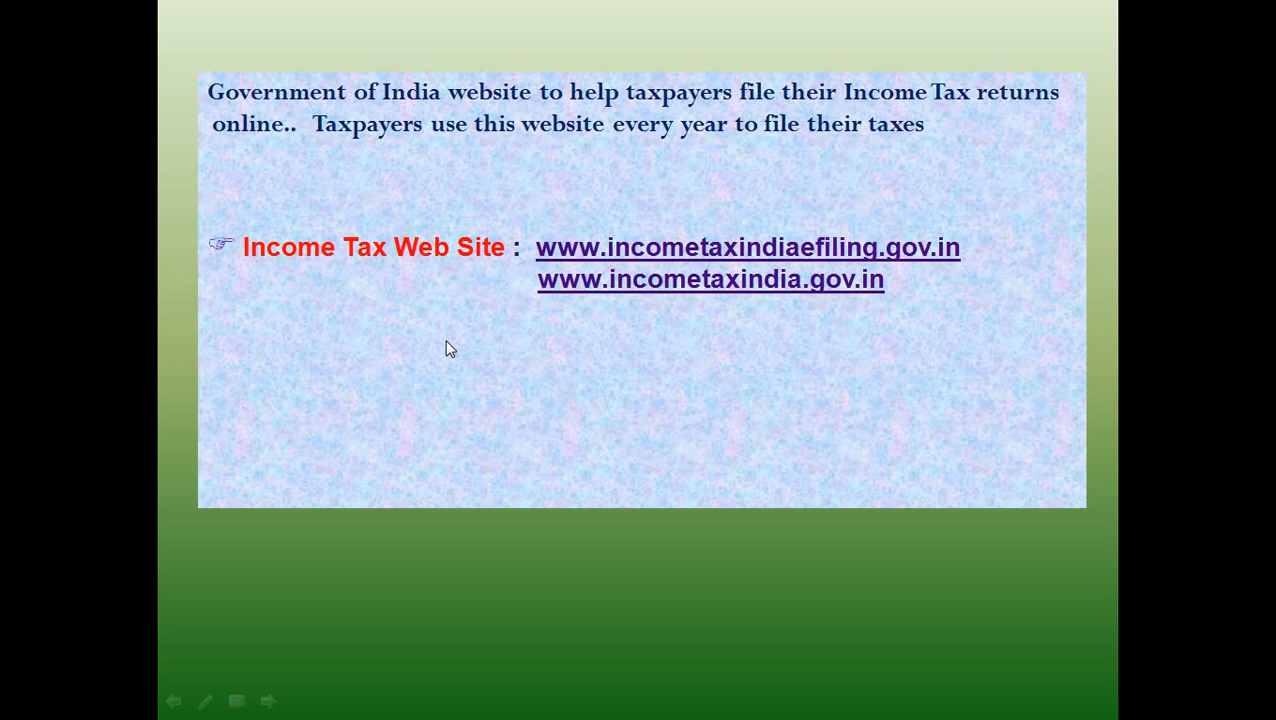 Government of India website to help taxpayers file their Income Tax returns
online.. Taxpayers use this website every year to file their taxes
☞ Income Tax Web Site : www.incometaxindiaefiling.gov.in
www.incometaxindia.gov.in